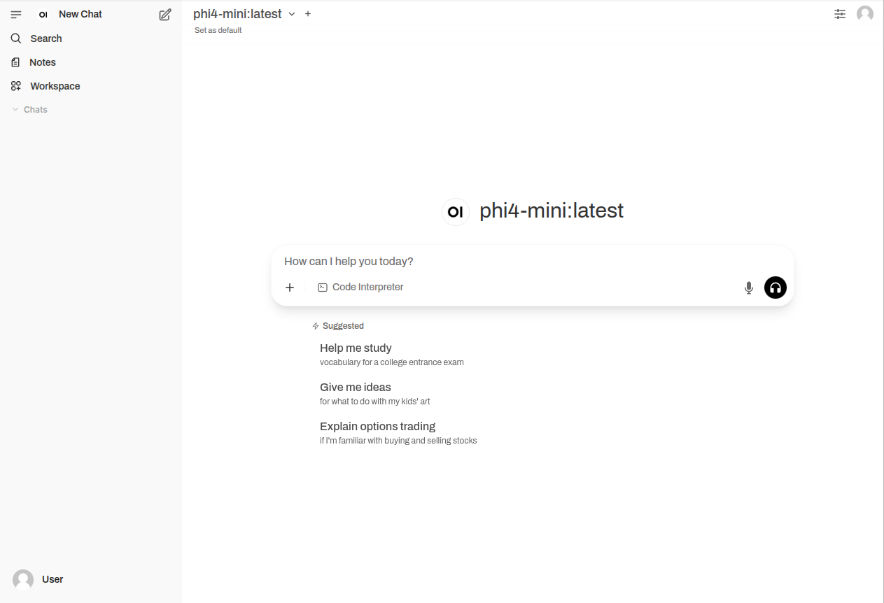 OI New Chat
Search
Notes
Workspace
Chats
User
phi4-mini:latest
Set as default
OI phi4-mini:latest
How can I help you today?
Code Interpreter
Suggested
Help me study
vocabulary for a college entrance exam
Give me ideas
for what to do with my kids' art
Explain options trading
if I'm familiar with buying and selling stocks